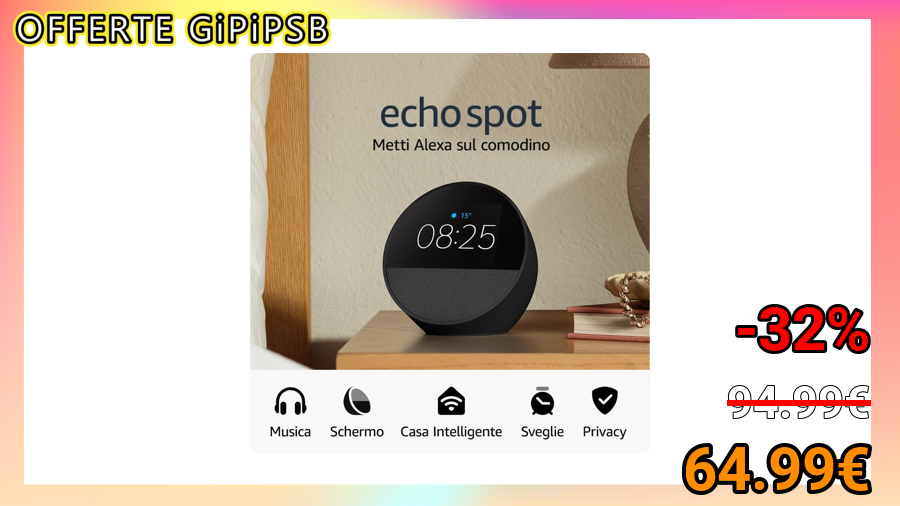 OFFERTE GiPiPSB
echo spot
Metti Alexa sul comodino
15°
08:25
Musica
Schermo
Casa Intelligente
Sveglie
Privacy
-32%
94.99€
64.99€